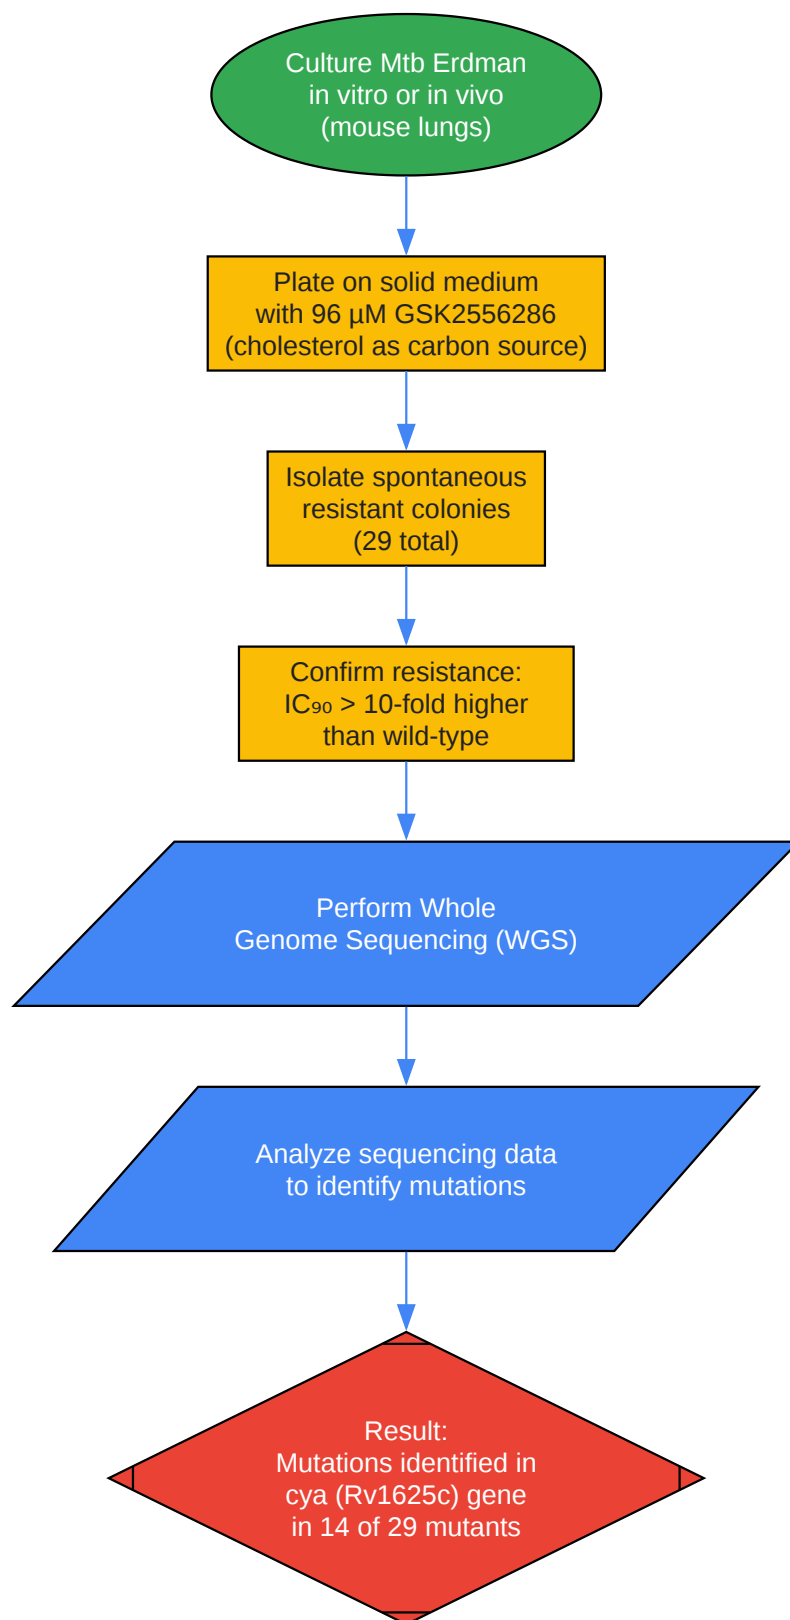 Culture Mtb Erdman
in vitro or in vivo
(mouse lungs)
Plate on solid medium
with 96 µM GSK2556286
(cholesterol as carbon source)
Isolate spontaneous
resistant colonies
(29 total)
Confirm resistance:
IC₉₀ > 10-fold higher
than wild-type
Perform Whole
Genome Sequencing (WGS)
Analyze sequencing data
to identify mutations
Result:
Mutations identified in
cya (Rv1625c) gene
in 14 of 29 mutants